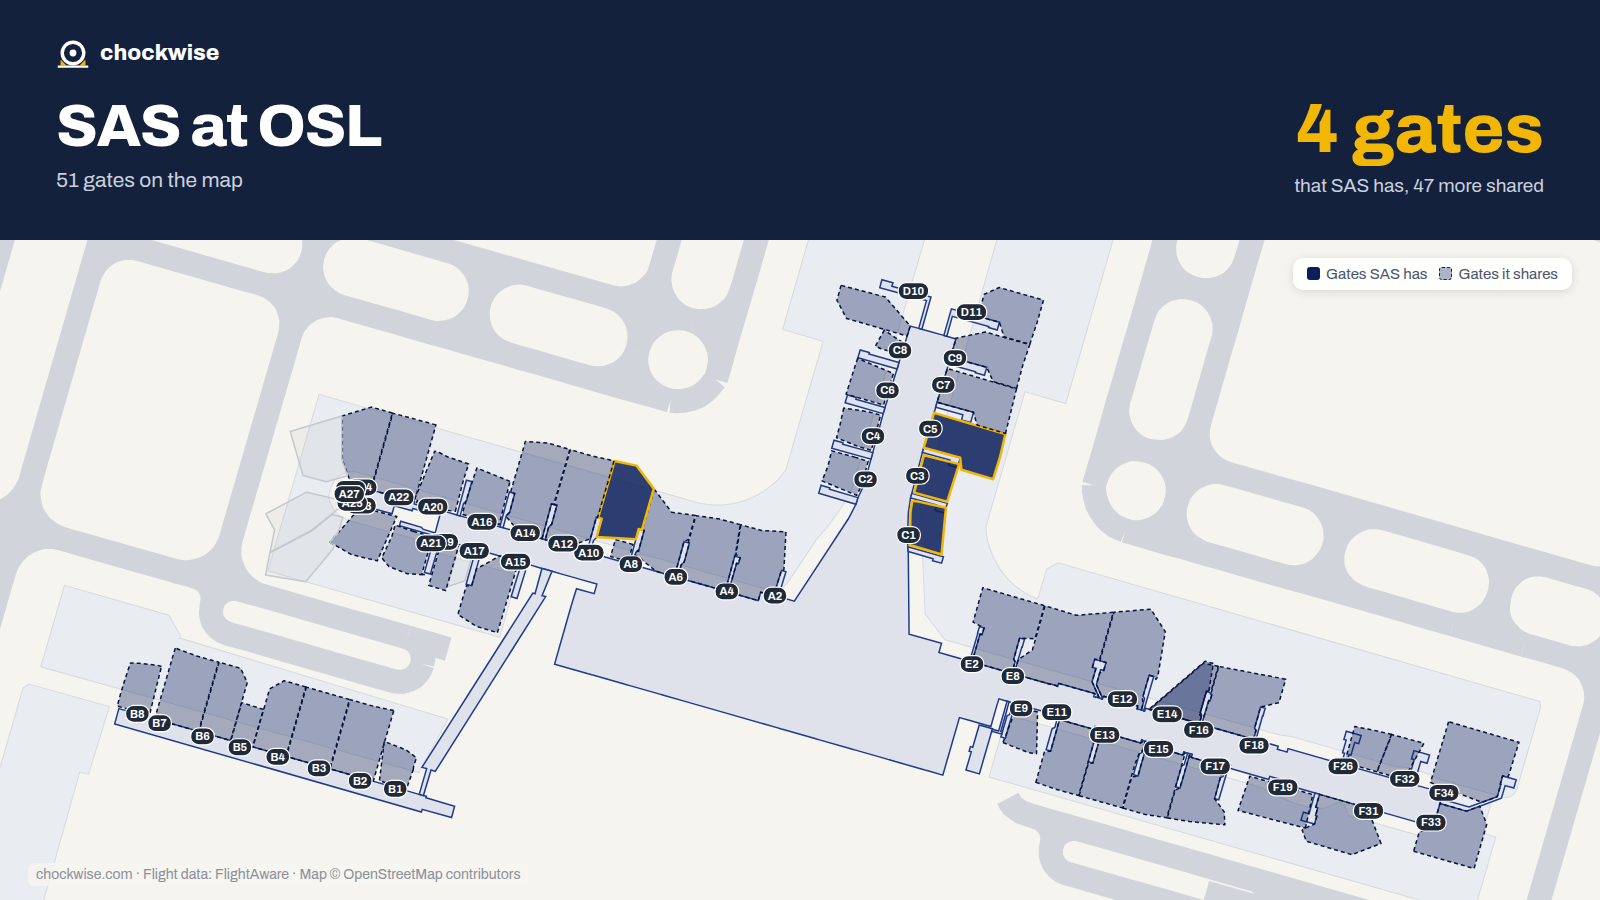 chockwise
SAS at OSL
51 gates on the map
4 gates
that SAS has, 47 more shared
Gates SAS has
Gates it shares
D10
D11
C8
C9
C6
C7
C4
C5
C2
C3
C1
A27
A22
A20
A16
A14
A12
A10
A21
A17
A15
A8
A6
A4
A2
B8
B7
B6
B5
B4
B3
B2
B1
E2
E8
E9
E11
E12
E13
E14
E15
F16
F17
F18
F19
F26
F31
F32
F33
F34
chockwise.com · Flight data: FlightAware · Map © OpenStreetMap contributors